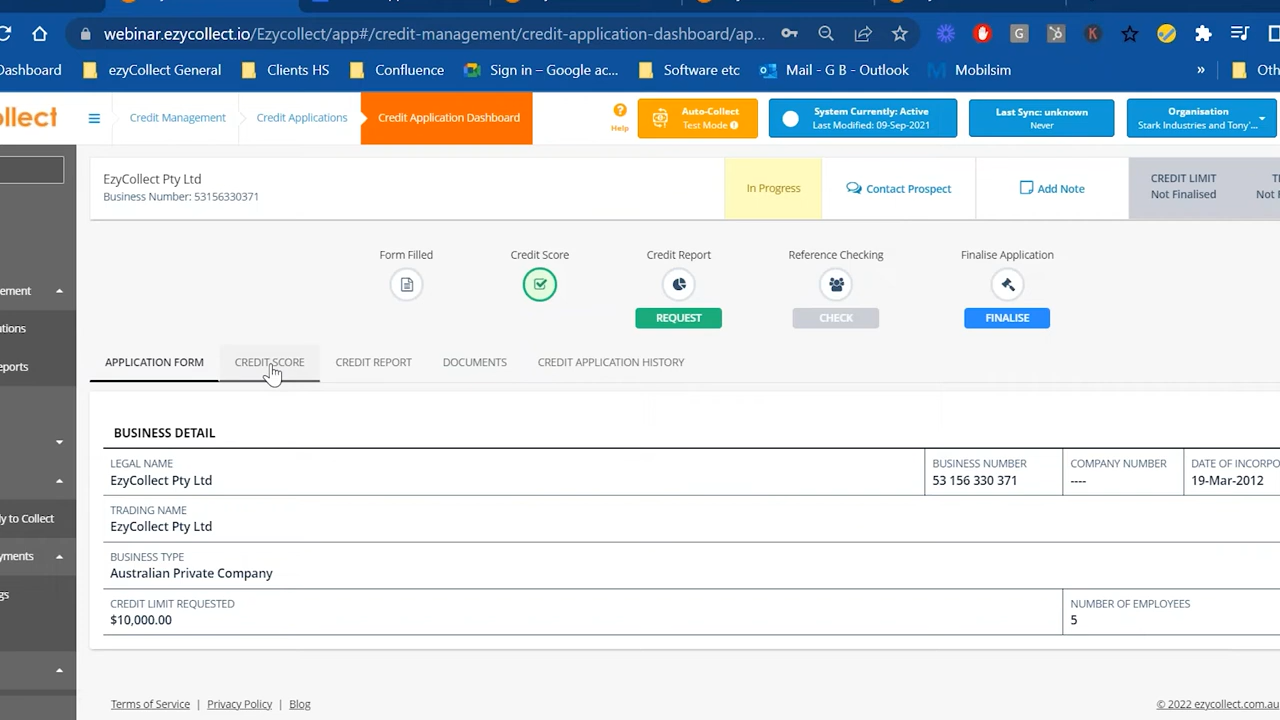 webinar.ezycollect.io/Ezycollect/app#/credit-management/credit-application-dashboard/ap...
G K
Dashboard ezyCollect General Clients HS Confluence Sign in – Google ac... Software etc Mail - G B - Outlook Mobilsim » Oth
ollect Credit Management Credit Applications Credit Application Dashboard
? Help
Auto-Collect
Test Mode
System Currently: Active
Last Modified: 09-Sep-2021
Last Sync: unknown
Never
Organisation
Stark Industries and Tony'...
EzyCollect Pty Ltd
Business Number: 53156330371
In Progress
Contact Prospect
Add Note
CREDIT LIMIT
Not Finalised
Not F
Form Filled Credit Score Credit Report Reference Checking Finalise Application
REQUEST CHECK FINALISE
ement
ations
eports
y to Collect
yments
gs
APPLICATION FORM CREDIT SCORE CREDIT REPORT DOCUMENTS CREDIT APPLICATION HISTORY
BUSINESS DETAIL
LEGAL NAME
EzyCollect Pty Ltd
BUSINESS NUMBER
53 156 330 371
COMPANY NUMBER
----
DATE OF INCORPO
19-Mar-2012
TRADING NAME
EzyCollect Pty Ltd
BUSINESS TYPE
Australian Private Company
CREDIT LIMIT REQUESTED
$10,000.00
NUMBER OF EMPLOYEES
5
Terms of Service | Privacy Policy | Blog
© 2022 ezycollect.com.au